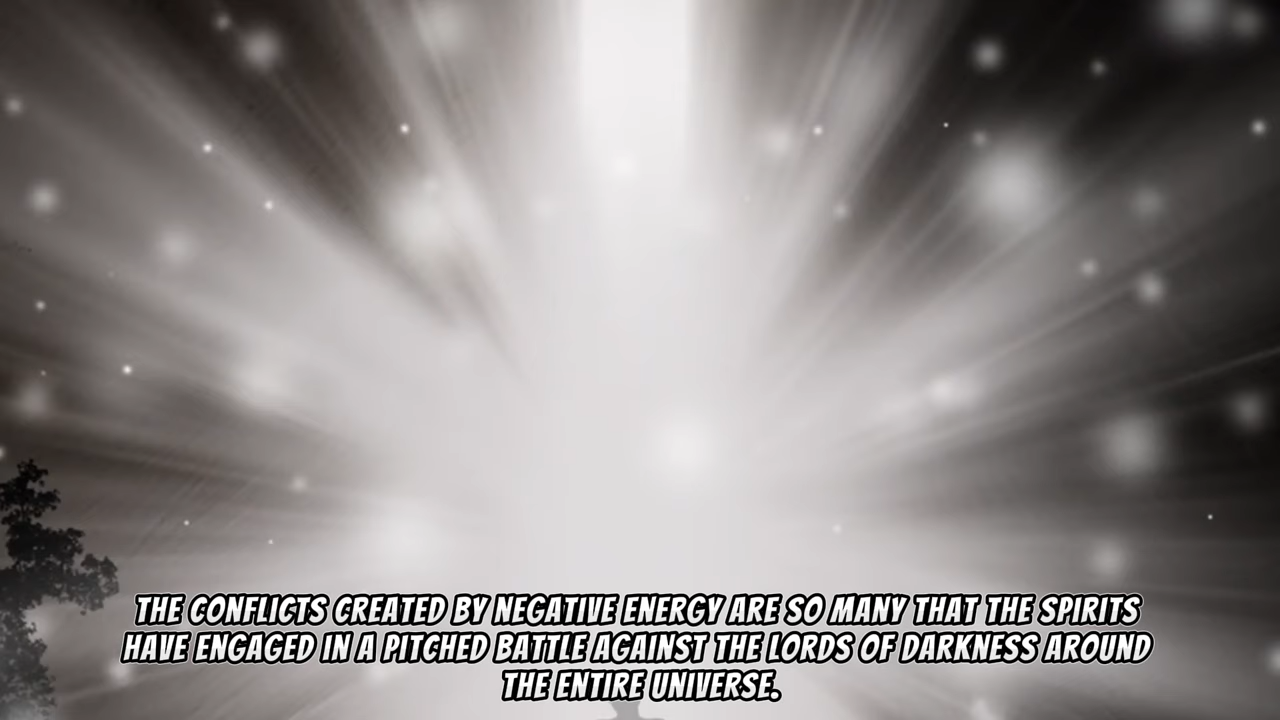 THE CONFLICTS CREATED BY NEGATIVE ENERGY ARE SO MANY THAT THE SPIRITS
HAVE ENGAGED IN A PITCHED BATTLE AGAINST THE LORDS OF DARKNESS AROUND
THE ENTIRE UNIVERSE.